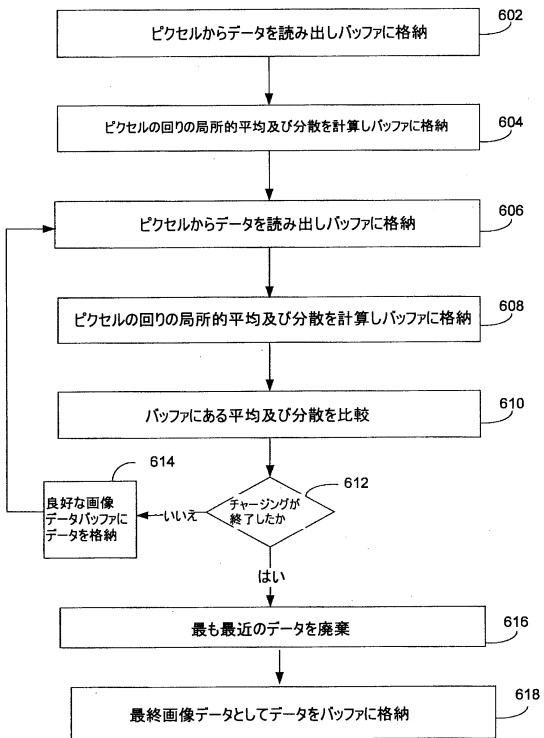 ピクセルからデータを読み出しバッファに格納
602
ピクセルの回りの局所的平均及び分散を計算しバッファに格納
604
ピクセルからデータを読み出しバッファに格納
606
ピクセルの回りの局所的平均及び分散を計算しバッファに格納
608
バッファにある平均及び分散を比較
610
614
良好な画像
データバッファに
データを格納
いいえ
チャージングが
終了したか
612
はい
最も最近のデータを廃棄
616
最終画像データとしてデータをバッファに格納
618